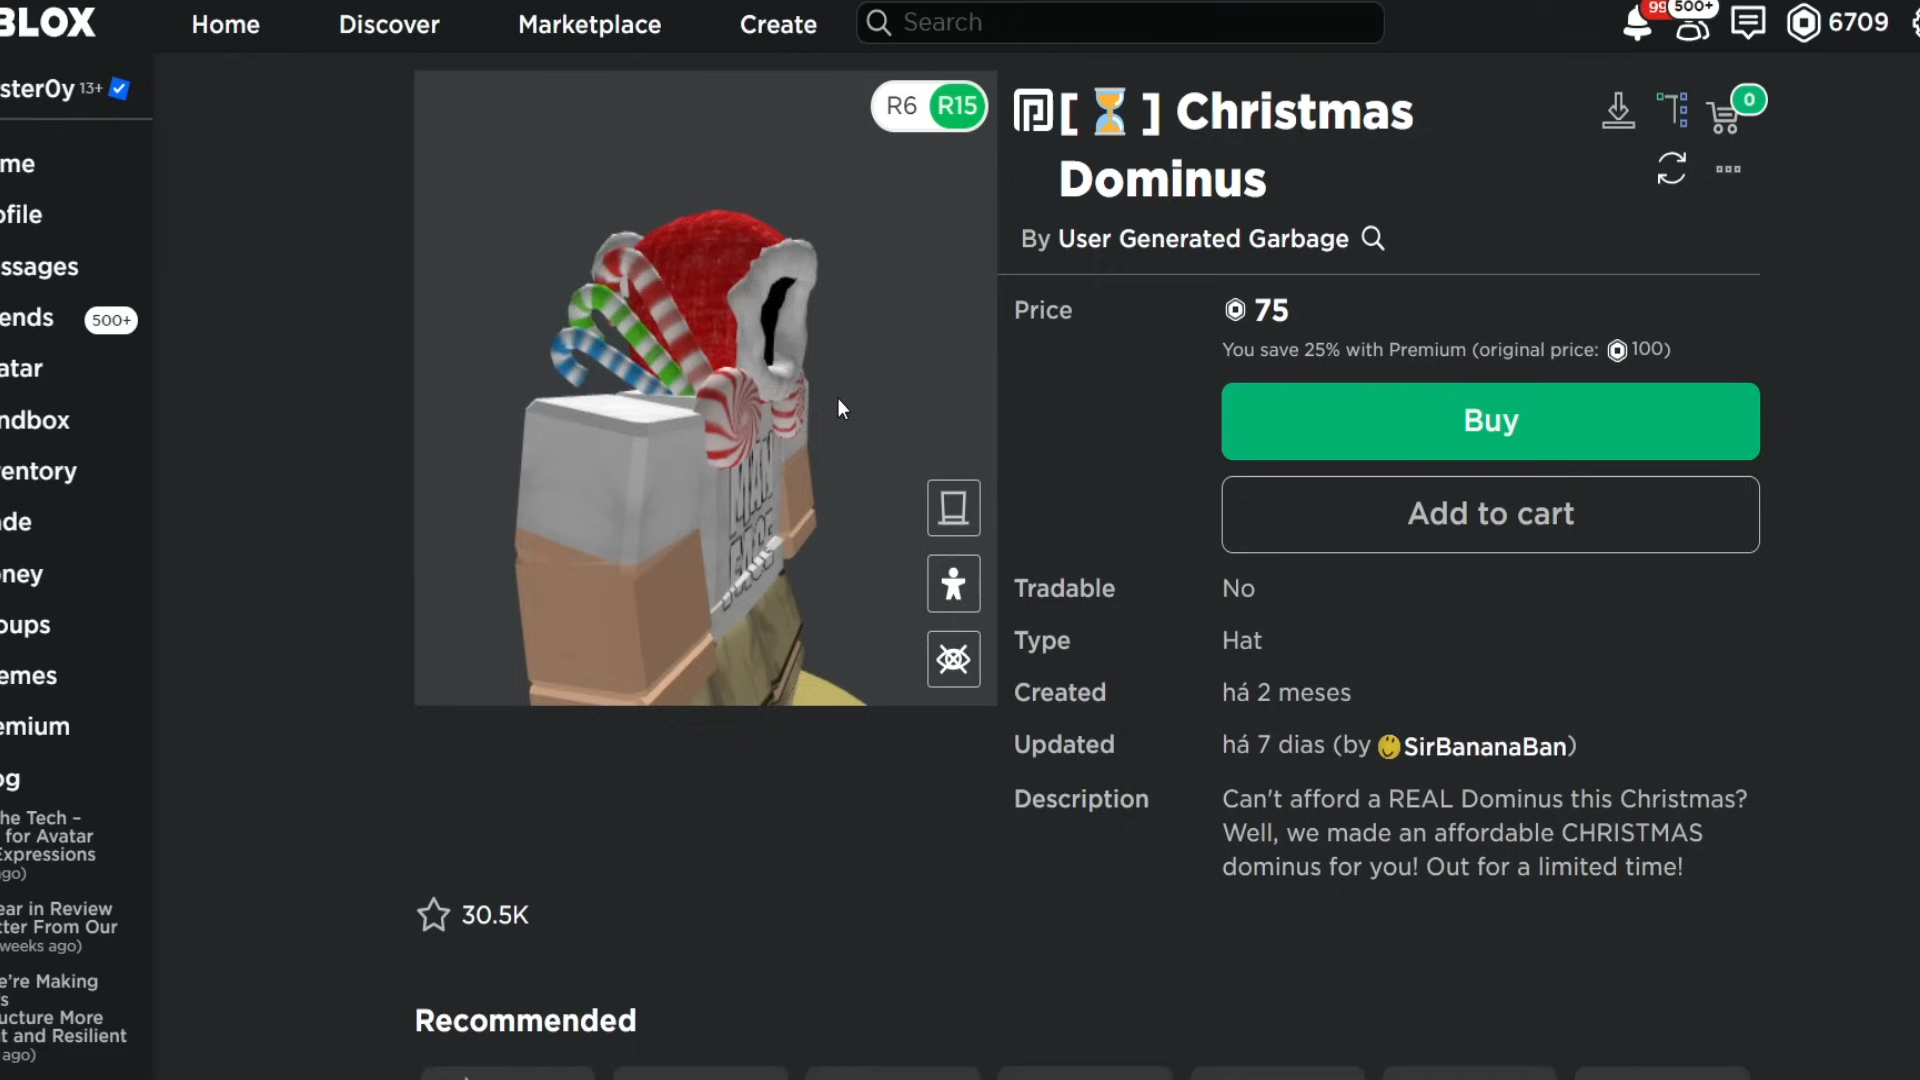 BLOX
Home
Discover
Marketplace
Create
Search
99
500+
6709
sterOy 13+
me
ofile
ssages
ends 500+
atar
ndbox
entory
de
ney
oups
emes
emium
og
he Tech –
for Avatar
Expressions
go)
ear in Review
tter From Our
weeks ago)
e're Making
s
ucture More
t and Resilient
ago)
R6 R15
[⏳] Christmas
Dominus
0
By User Generated Garbage
Price
75
You save 25% with Premium (original price: 100)
Buy
Add to cart
Tradable
No
Type
Hat
Created
há 2 meses
Updated
há 7 dias (by SirBananaBan)
Description
Can't afford a REAL Dominus this Christmas?
Well, we made an affordable CHRISTMAS
dominus for you! Out for a limited time!
30.5K
Recommended